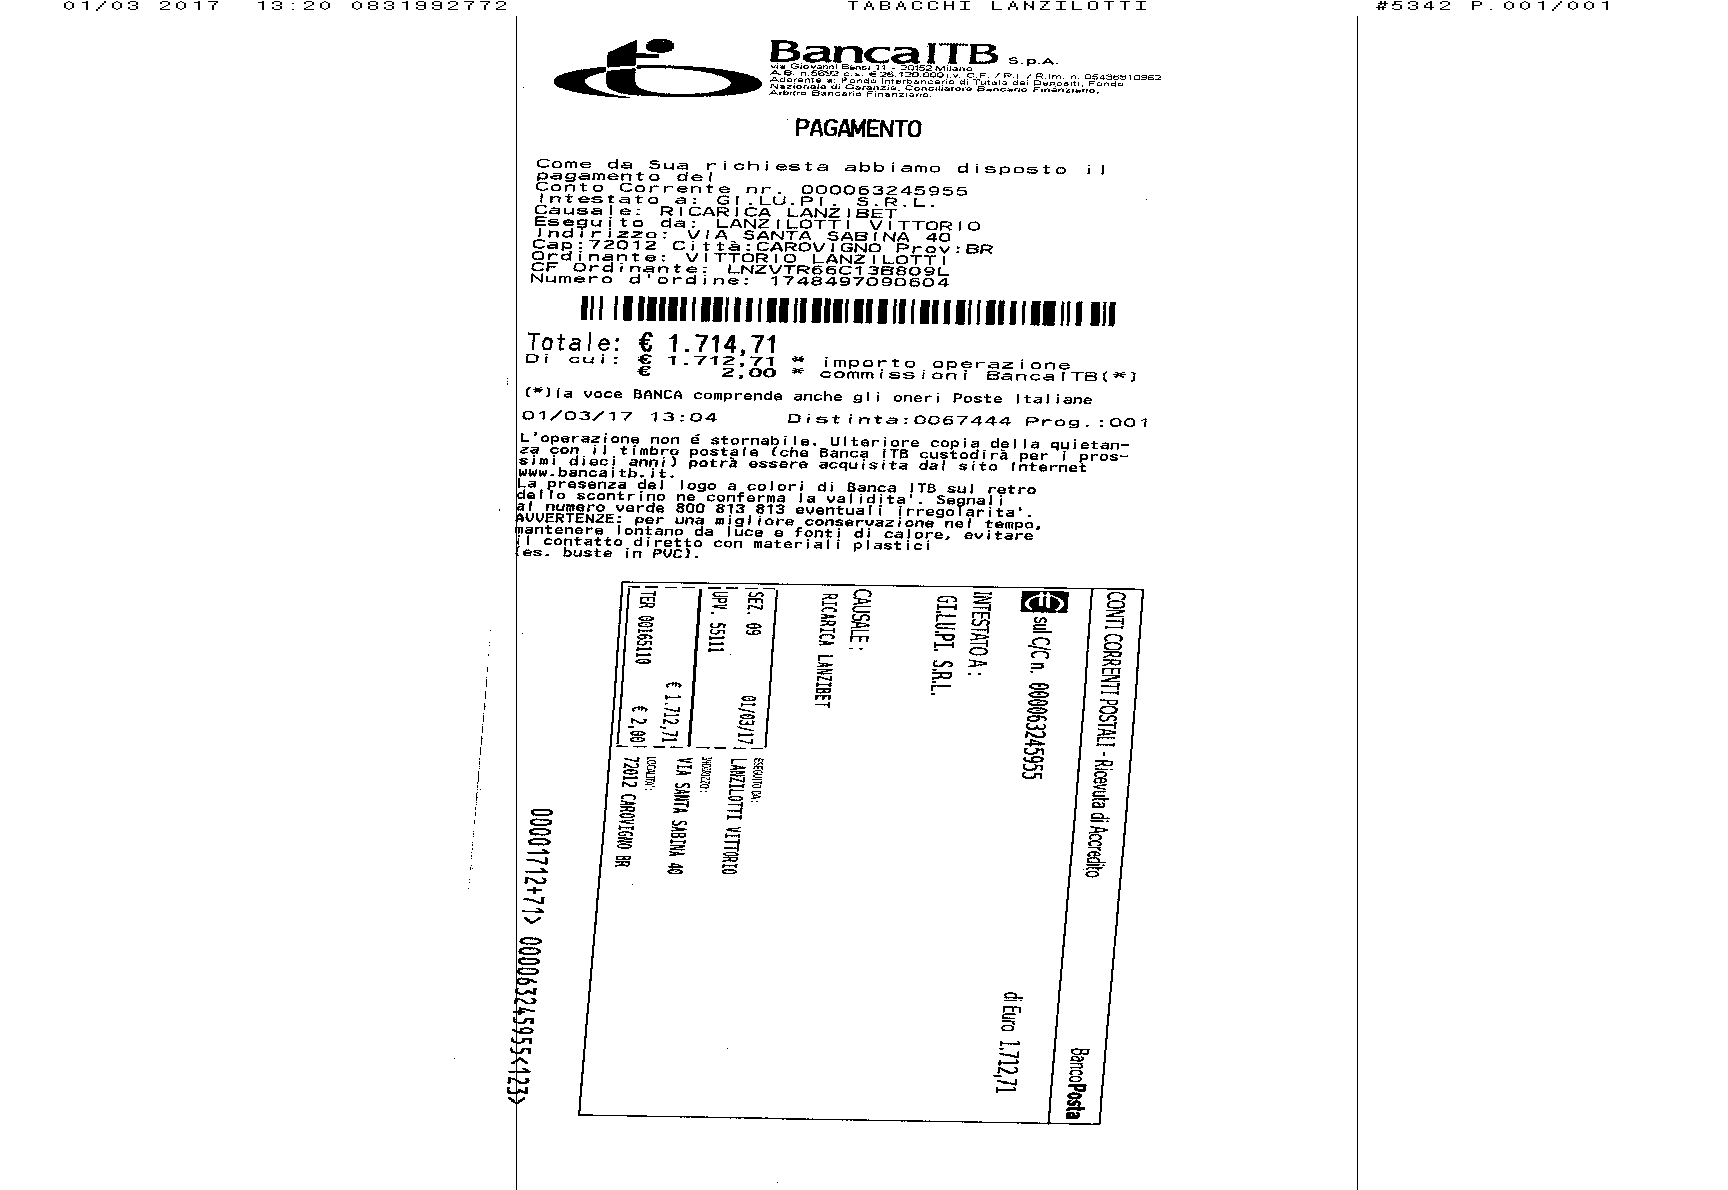 01/03 2017 13:20 0831992772 TABACCHI LANZILOTTI #5342 P.001/001
BancaITB S.p.A.
via Giovanni Bensi 11 - 20152 Milano
A.B. n.5692 c.s. € 26.130.000 i.v. C.F. / P.I. / R.Im. n. 05436910962
Aderente a: Fondo Interbancario di Tutela dei Depositi, Fondo
Nazionale di Garanzia, Conciliatore Bancario Finanziario,
Arbitro Bancario Finanziario.
PAGAMENTO
Come da Sua richiesta abbiamo disposto il
pagamento del
Conto Corrente nr. 000063245955
Intestato a: GI.LU.PI. S.R.L.
Causale: RICARICA LANZIBET
Eseguito da: LANZILOTTI VITTORIO
Indirizzo: VIA SANTA SABINA 40
Cap:72012 Città:CAROVIGNO Prov:BR
Ordinante: VITTORIO LANZILOTTI
CF Ordinante: LNZVTR66C13B809L
Numero d'ordine: 1748497090604
Totale: € 1.714,71
Di cui: € 1.712,71 * importo operazione
€ 2,00 * commissioni BancaITB(*)
(*)la voce BANCA comprende anche gli oneri Poste Italiane
01/03/17 13:04 Distinta:0067444 Prog.:001
L'operazione non é stornabile. Ulteriore copia della quietan-
za con il timbro postale (che Banca ITB custodirà per i pros-
simi dieci anni) potrà essere acquisita dal sito Internet
www.bancaitb.it.
La presenza del logo a colori di Banca ITB sul retro
dello scontrino ne conferma la validita'. Segnali
al numero verde 800 813 813 eventuali irregolarita'.
AVVERTENZE: per una migliore conservazione nel tempo,
mantenere lontano da luce e fonti di calore, evitare
il contatto diretto con materiali plastici
(es. buste in PVC).
CONTI CORRENTI POSTALI - Ricevuta di Accredito BancoPosta
sul C/C n. 000063245955 di Euro 1.712,71
INTESTATO A :
GI.LU.PI. S.R.L.
CAUSALE :
RICARICA LANZIBET
SEZ. 09 01/03/17
UPV. 55111
€ 1.712,71
TER 00165110 € 2,00
ESEGUITO DA:
LANZILOTTI VITTORIO
INDIRIZZO:
VIA SANTA SABINA 40
LOCALITA':
72012 CAROVIGNO BR
00001712+71> 000063245955<123>